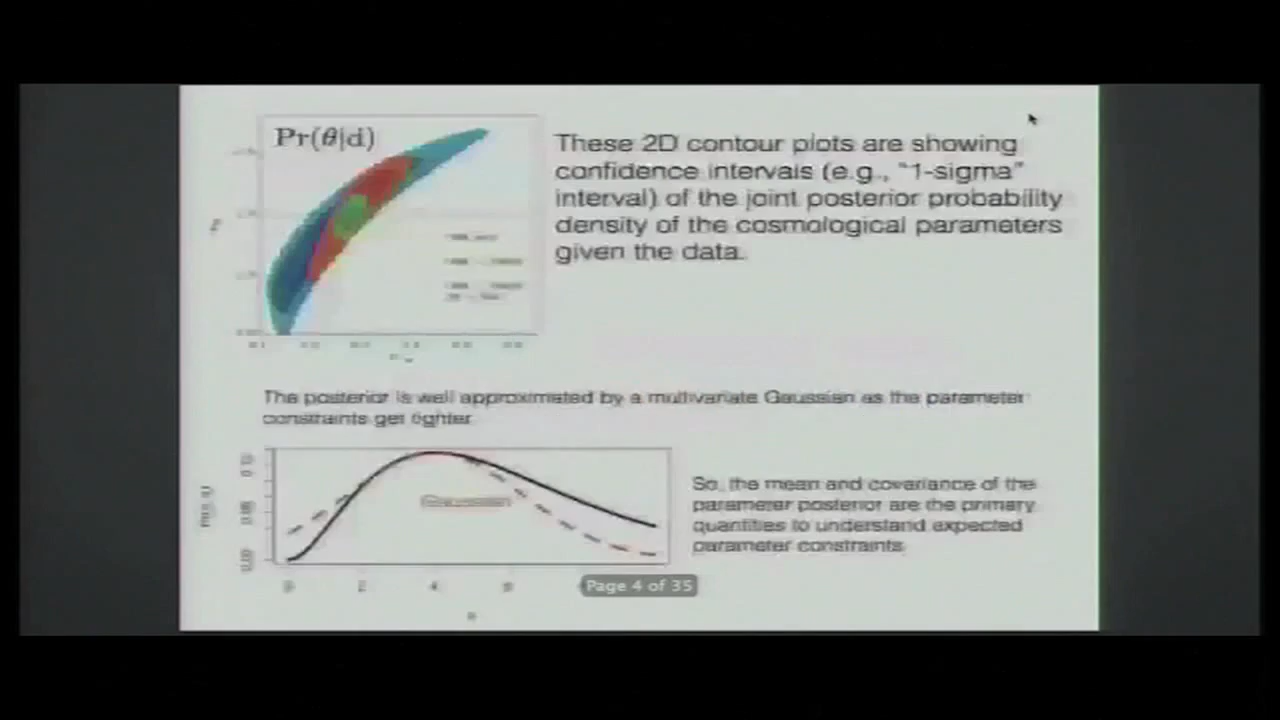 Pr(θ|d)
These 2D contour plots are showing
confidence intervals (e.g., "1-sigma"
interval) of the joint posterior probability
density of the cosmological parameters
given the data.
The posterior is well approximated by a multivariate Gaussian as the parameter
constraints get tighter.
Gaussian
0.00
0
2
4
So, the mean and covariance of the
parameter posterior are the primary
quantities to understand expected
parameter constraints.
Page 4 of 35